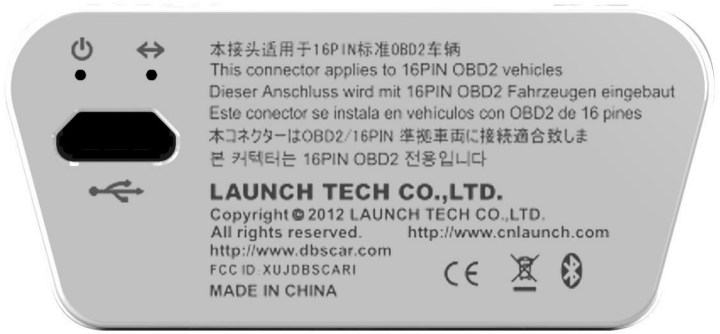 本接头适用于16PIN标准OBD2车辆
This connector applies to 16PIN OBD2 vehicles
Dieser Anschluss wird mit 16PIN OBD2 Fahrzeugen eingebaut
Este conector se instala en vehículos con OBD2 de 16 pines
本コネクターはOBD2/16PIN 準拠車両に接続適合致しま
본 커텍터는 16PIN OBD2 전용입니다
LAUNCH TECH CO.,LTD.
Copyright © 2012 LAUNCH TECH CO.,LTD.
All rights reserved. http://www.cnlaunch.com
http://www.dbscar.com
FCC ID: XUJDBSCARI
MADE IN CHINA
CE